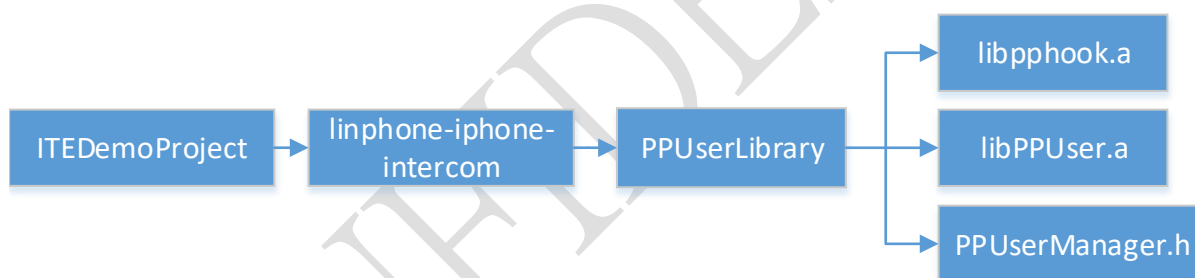 ITEDemoProject
linphone-iphone-
intercom
PPUserLibrary
libpphook.a
libPPUser.a
PPUserManager.h